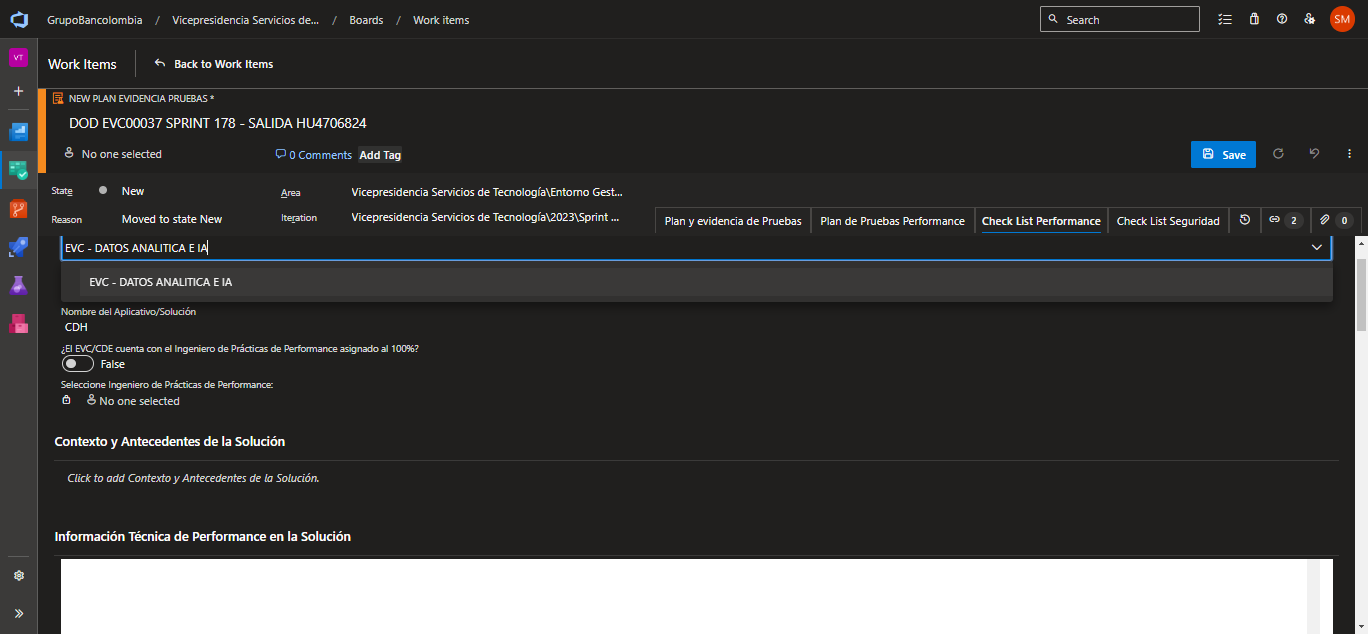 GrupoBancolombia / Vicepresidencia Servicios de... / Boards / Work items
Search
SM
VT
Work Items
Back to Work Items
NEW PLAN EVIDENCIA PRUEBAS *
DOD EVC00037 SPRINT 178 - SALIDA HU4706824
No one selected
0 Comments
Add Tag
Save
State
New
Area
Vicepresidencia Servicios de Tecnología\Entorno Gest...
Reason
Moved to state New
Iteration
Vicepresidencia Servicios de Tecnología\2023\Sprint ...
Plan y evidencia de Pruebas
Plan de Pruebas Performance
Check List Performance
Check List Seguridad
2
0
EVC - DATOS ANALITICA E IA
EVC - DATOS ANALITICA E IA
Nombre del Aplicativo/Solución
CDH
¿El EVC/CDE cuenta con el Ingeniero de Prácticas de Performance asignado al 100%?
False
Seleccione Ingeniero de Prácticas de Performance:
No one selected
Contexto y Antecedentes de la Solución
Click to add Contexto y Antecedentes de la Solución.
Información Técnica de Performance en la Solución